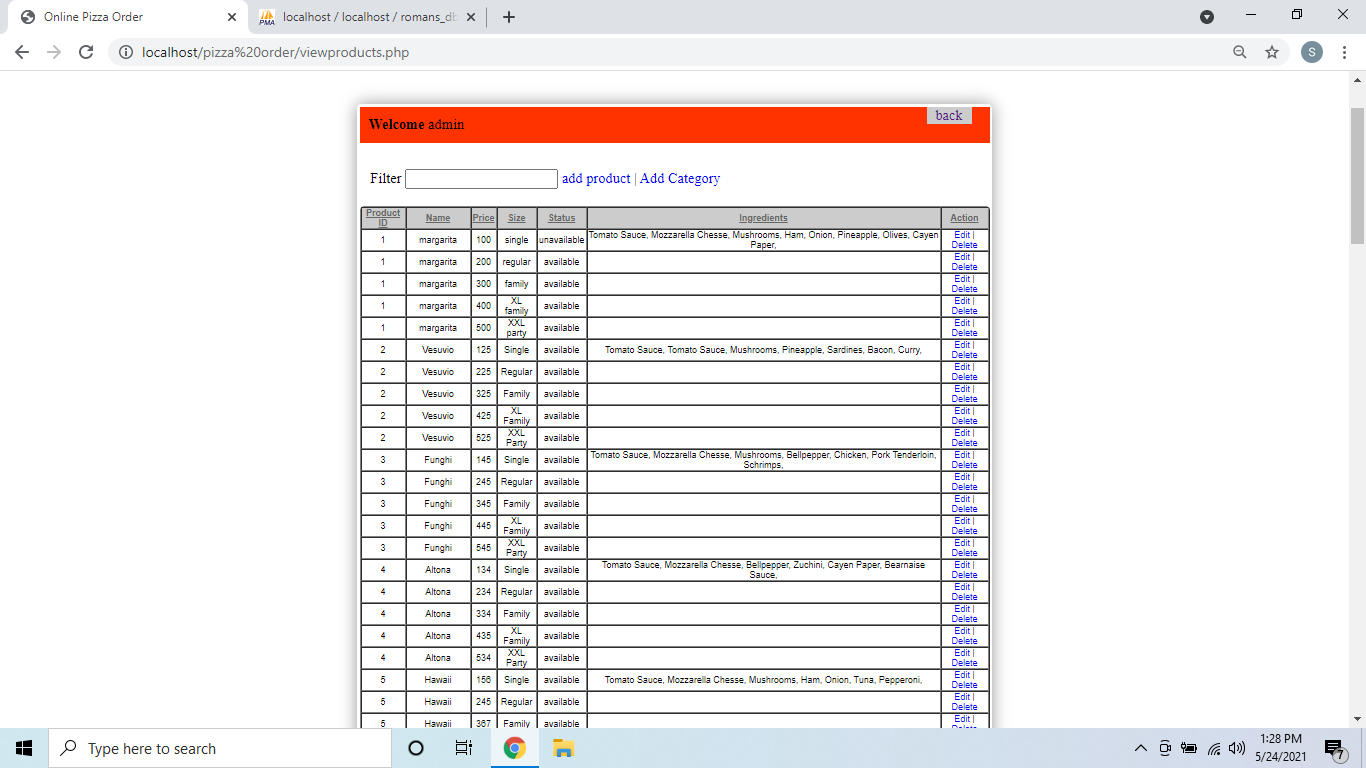 Online Pizza Order
localhost / localhost / romans_db
localhost/pizza%20order/viewproducts.php
S
Welcome admin
back
Filter
add product | Add Category
Product ID Name Price Size Status Ingredients Action
1 margarita 100 single unavailable Tomato Sauce, Mozzarella Chesse, Mushrooms, Ham, Onion, Pineapple, Olives, Cayen Paper, Edit | Delete
1 margarita 200 regular available Edit | Delete
1 margarita 300 family available Edit | Delete
1 margarita 400 XL family available Edit | Delete
1 margarita 500 XXL party available Edit | Delete
2 Vesuvio 125 Single available Tomato Sauce, Tomato Sauce, Mushrooms, Pineapple, Sardines, Bacon, Curry, Edit | Delete
2 Vesuvio 225 Regular available Edit | Delete
2 Vesuvio 325 Family available Edit | Delete
2 Vesuvio 425 XL Family available Edit | Delete
2 Vesuvio 525 XXL Party available Edit | Delete
3 Funghi 145 Single available Tomato Sauce, Mozzarella Chesse, Mushrooms, Bellpepper, Chicken, Pork Tenderloin, Schrimps, Edit | Delete
3 Funghi 245 Regular available Edit | Delete
3 Funghi 345 Family available Edit | Delete
3 Funghi 445 XL Family available Edit | Delete
3 Funghi 545 XXL Party available Edit | Delete
4 Altona 134 Single available Tomato Sauce, Mozzarella Chesse, Bellpepper, Zuchini, Cayen Paper, Bearnaise Sauce, Edit | Delete
4 Altona 234 Regular available Edit | Delete
4 Altona 334 Family available Edit | Delete
4 Altona 435 XL Family available Edit | Delete
4 Altona 534 XXL Party available Edit | Delete
5 Hawaii 156 Single available Tomato Sauce, Mozzarella Chesse, Mushrooms, Ham, Onion, Tuna, Pepperoni, Edit | Delete
5 Hawaii 245 Regular available Edit | Delete
5 Hawaii 367 Family available Edit |
Type here to search
1:28 PM
5/24/2021
7